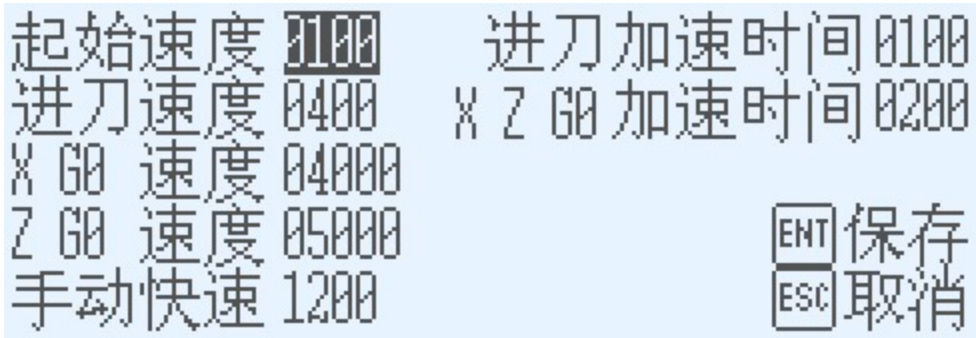 起始速度 0100 进刀加速时间 0100
进刀速度 0400 X Z G0 加速时间 0200
X G0 速度 04000
Z G0 速度 05000 ENT 保存
手动快速 1200 ESC 取消